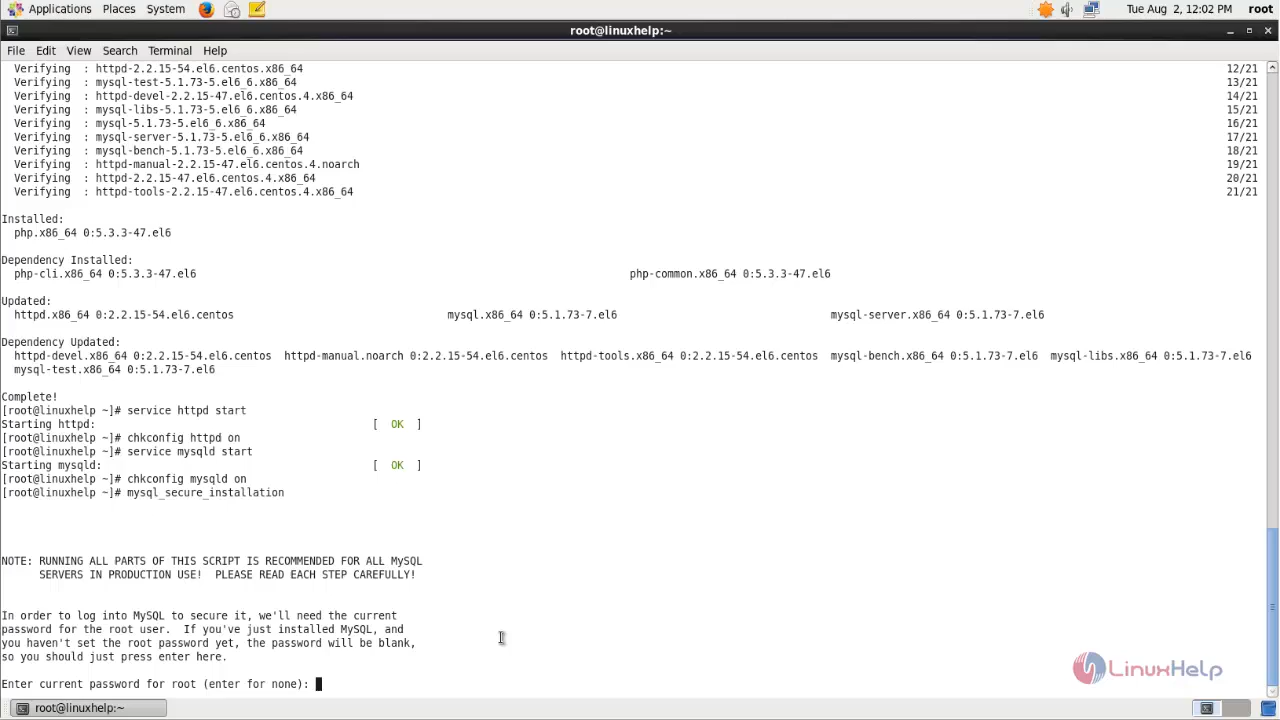 Applications Places System Tue Aug 2, 12:02 PM root
root@linuxhelp:~
File Edit View Search Terminal Help
Verifying : httpd-2.2.15-54.el6.centos.x86_64 12/21
Verifying : mysql-test-5.1.73-5.el6_6.x86_64 13/21
Verifying : httpd-devel-2.2.15-47.el6.centos.4.x86_64 14/21
Verifying : mysql-libs-5.1.73-5.el6_6.x86_64 15/21
Verifying : mysql-5.1.73-5.el6_6.x86_64 16/21
Verifying : mysql-server-5.1.73-5.el6_6.x86_64 17/21
Verifying : mysql-bench-5.1.73-5.el6_6.x86_64 18/21
Verifying : httpd-manual-2.2.15-47.el6.centos.4.noarch 19/21
Verifying : httpd-2.2.15-47.el6.centos.4.x86_64 20/21
Verifying : httpd-tools-2.2.15-47.el6.centos.4.x86_64 21/21
Installed:
php.x86_64 0:5.3.3-47.el6
Dependency Installed:
php-cli.x86_64 0:5.3.3-47.el6 php-common.x86_64 0:5.3.3-47.el6
Updated:
httpd.x86_64 0:2.2.15-54.el6.centos mysql.x86_64 0:5.1.73-7.el6 mysql-server.x86_64 0:5.1.73-7.el6
Dependency Updated:
httpd-devel.x86_64 0:2.2.15-54.el6.centos httpd-manual.noarch 0:2.2.15-54.el6.centos httpd-tools.x86_64 0:2.2.15-54.el6.centos mysql-bench.x86_64 0:5.1.73-7.el6 mysql-libs.x86_64 0:5.1.73-7.el6
mysql-test.x86_64 0:5.1.73-7.el6
Complete!
[root@linuxhelp ~]# service httpd start
Starting httpd: [ OK ]
[root@linuxhelp ~]# chkconfig httpd on
[root@linuxhelp ~]# service mysqld start
Starting mysqld: [ OK ]
[root@linuxhelp ~]# chkconfig mysqld on
[root@linuxhelp ~]# mysql_secure_installation
NOTE: RUNNING ALL PARTS OF THIS SCRIPT IS RECOMMENDED FOR ALL MySQL
SERVERS IN PRODUCTION USE! PLEASE READ EACH STEP CAREFULLY!
In order to log into MySQL to secure it, we'll need the current
password for the root user. If you've just installed MySQL, and
you haven't set the root password yet, the password will be blank,
so you should just press enter here.
Enter current password for root (enter for none):
LinuxHelp
root@linuxhelp:~